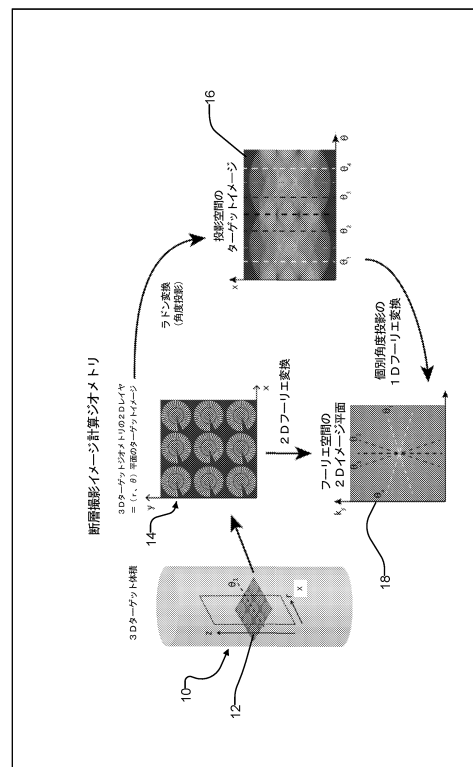 断層撮影イメージ計算ジオメトリ
3Dターゲット体積
10
12
z
θ₁
r
x
3Dターゲットジオメトリの2Dレイヤ
=(r、θ)平面のターゲットイメージ
14
y
x
ラドン変換
(角度投影)
投影空間の
ターゲットイメージ
16
x
θ₁
θ₂
θ₃
θ₄
θ
2Dフーリエ変換
個別角度投影の
1Dフーリエ変換
フーリエ空間の
2Dイメージ平面
18